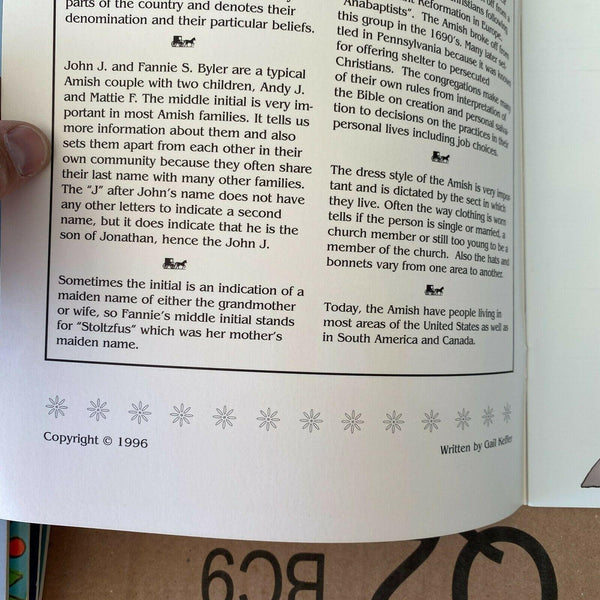 parts of the country and denotes their
denomination and their particular beliefs.
John J. and Fannie S. Byler are a typical
Amish couple with two children, Andy J.
and Mattie F. The middle initial is very im-
portant in most Amish families. It tells us
more information about them and also
sets them apart from each other in their
own community because they often share
their last name with many other families.
The "J" after John's name does not have
any other letters to indicate a second
name, but it does indicate that he is the
son of Jonathan, hence the John J.
Sometimes the initial is an indication of a
maiden name of either the grandmother
or wife, so Fannie's middle initial stands
for "Stoltzfus" which was her mother's
maiden name.
Reformation in Europe.
Anabaptists". The Amish broke off from
this group in the 1690's. Many later set-
tled in Pennsylvania because it was known
for offering shelter to persecuted
Christians. The congregations make many
of their own rules from interpretation of
the Bible on creation and personal salva-
tion to decisions on the practices in their
personal lives including job choices.
The dress style of the Amish is very impor-
tant and is dictated by the sect in which
they live. Often the way clothing is worn
tells if the person is single or married, a
church member or still too young to be a
member of the church. Also the hats and
bonnets vary from one area to another.
Today, the Amish have people living in
most areas of the United States as well as
in South America and Canada.
Copyright © 1996
Written by Gail Keffer
BC9